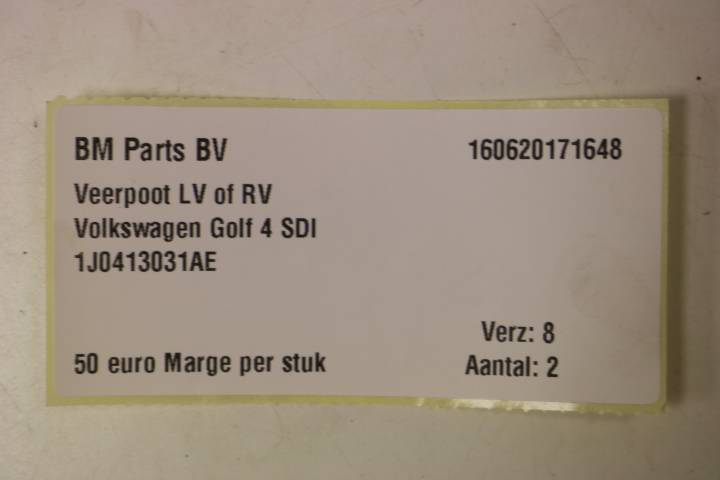 BM Parts BV 160620171648
Veerpoot LV of RV
Volkswagen Golf 4 SDI
1J0413031AE
Verz: 8
50 euro Marge per stuk Aantal: 2